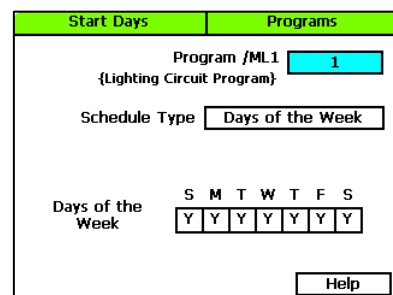 Start Days Programs
Program /ML1 1
{Lighting Circuit Program}
Schedule Type Days of the Week
S M T W T F S
Days of the Week Y Y Y Y Y Y Y
Help